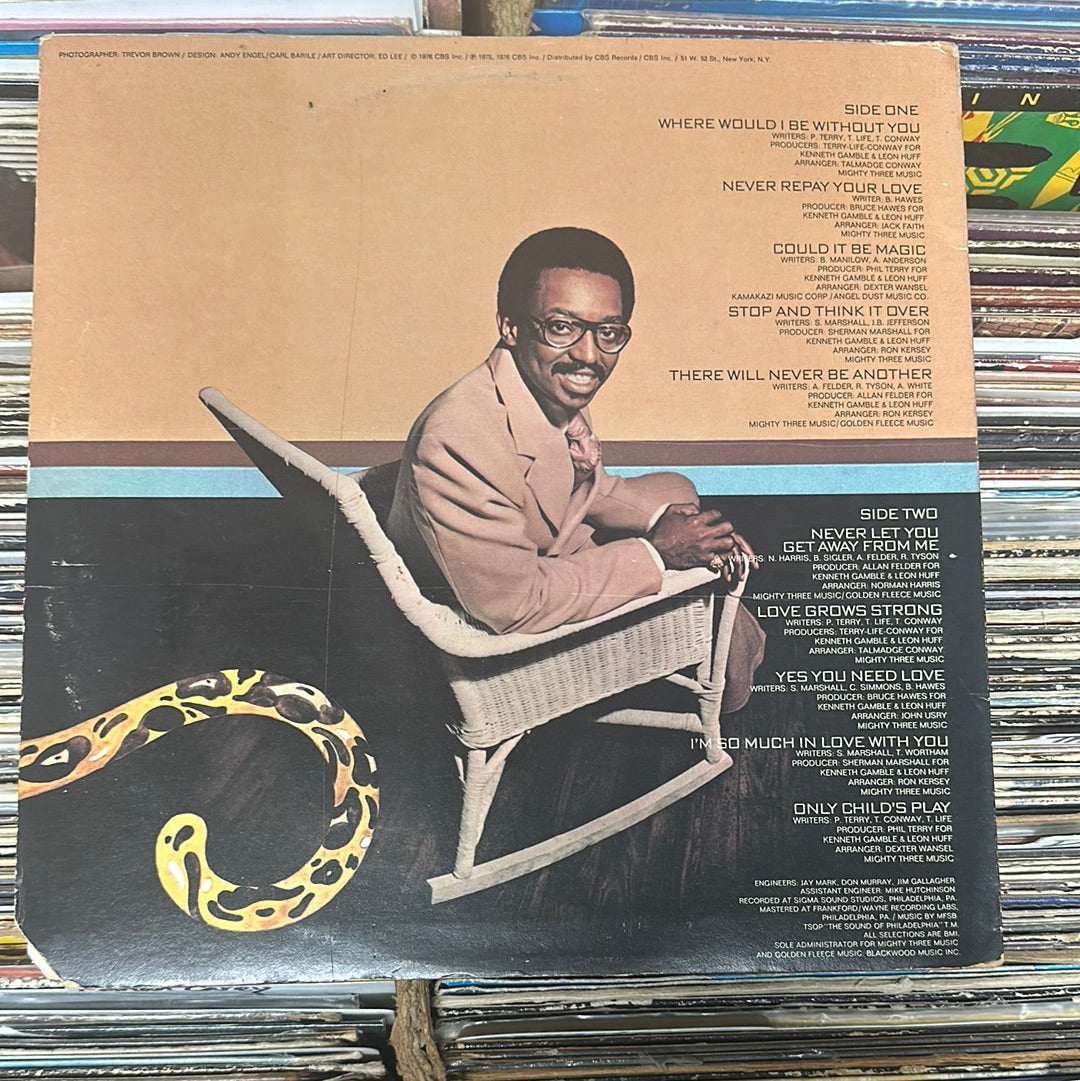 PHOTOGRAPHER: TREVOR BROWN / DESIGN: ANDY ENGEL/CARL BARILE/ART DIRECTOR: ED LEE / © 1976 CBS Inc. / ℗ 1975, 1976 CBS Inc. / Distributed by CBS Records / CBS Inc. / 51 W. 52 St., New York, N.Y.
I N
SIDE ONE
WHERE WOULD I BE WITHOUT YOU
WRITERS: P. TERRY, T. LIFE, T. CONWAY
PRODUCERS: TERRY-LIFE-CONWAY FOR
KENNETH GAMBLE & LEON HUFF
ARRANGER: TALMADGE CONWAY
MIGHTY THREE MUSIC
NEVER REPAY YOUR LOVE
WRITER: B. HAWES
PRODUCER: BRUCE HAWES FOR
KENNETH GAMBLE & LEON HUFF
ARRANGER: JACK FAITH
MIGHTY THREE MUSIC
COULD IT BE MAGIC
WRITERS: B. MANILOW, A. ANDERSON
PRODUCER: PHIL TERRY FOR
KENNETH GAMBLE & LEON HUFF
ARRANGER: DEXTER WANSEL
KAMAKAZI MUSIC CORP./ANGEL DUST MUSIC CO.
STOP AND THINK IT OVER
WRITERS: S. MARSHALL, J.B. JEFFERSON
PRODUCER: SHERMAN MARSHALL FOR
KENNETH GAMBLE & LEON HUFF
ARRANGER: RON KERSEY
MIGHTY THREE MUSIC
THERE WILL NEVER BE ANOTHER
WRITERS: A. FELDER, R. TYSON, A. WHITE
PRODUCER: ALLAN FELDER FOR
KENNETH GAMBLE & LEON HUFF
ARRANGER: RON KERSEY
MIGHTY THREE MUSIC/GOLDEN FLEECE MUSIC
SIDE TWO
NEVER LET YOU
GET AWAY FROM ME
WRITERS: N. HARRIS, B. SIGLER, A. FELDER, R. TYSON
PRODUCER: ALLAN FELDER FOR
KENNETH GAMBLE & LEON HUFF
ARRANGER: NORMAN HARRIS
MIGHTY THREE MUSIC/GOLDEN FLEECE MUSIC
LOVE GROWS STRONG
WRITERS: P. TERRY, T. LIFE, T. CONWAY
PRODUCERS: TERRY-LIFE-CONWAY FOR
KENNETH GAMBLE & LEON HUFF
ARRANGER: TALMADGE CONWAY
MIGHTY THREE MUSIC
YES YOU NEED LOVE
WRITERS: S. MARSHALL, C. SIMMONS, B. HAWES
PRODUCER: BRUCE HAWES FOR
KENNETH GAMBLE & LEON HUFF
ARRANGER: JOHN USRY
MIGHTY THREE MUSIC
I'M SO MUCH IN LOVE WITH YOU
WRITERS: S. MARSHALL, T. WORTHAM
PRODUCER: SHERMAN MARSHALL FOR
KENNETH GAMBLE & LEON HUFF
ARRANGER: RON KERSEY
MIGHTY THREE MUSIC
ONLY CHILD'S PLAY
WRITERS: P. TERRY, T. CONWAY, T. LIFE
PRODUCER: PHIL TERRY FOR
KENNETH GAMBLE & LEON HUFF
ARRANGER: DEXTER WANSEL
MIGHTY THREE MUSIC
ENGINEERS: JAY MARK, DON MURRAY, JIM GALLAGHER
ASSISTANT ENGINEER: MIKE HUTCHINSON
RECORDED AT SIGMA SOUND STUDIOS, PHILADELPHIA, PA.
MASTERED AT FRANKFORD/WAYNE RECORDING LABS,
PHILADELPHIA, PA. / MUSIC BY MFSB
TSOP "THE SOUND OF PHILADELPHIA" T.M.
ALL SELECTIONS ARE BMI.
SOLE ADMINISTRATOR FOR MIGHTY THREE MUSIC
AND GOLDEN FLEECE MUSIC: BLACKWOOD MUSIC INC.